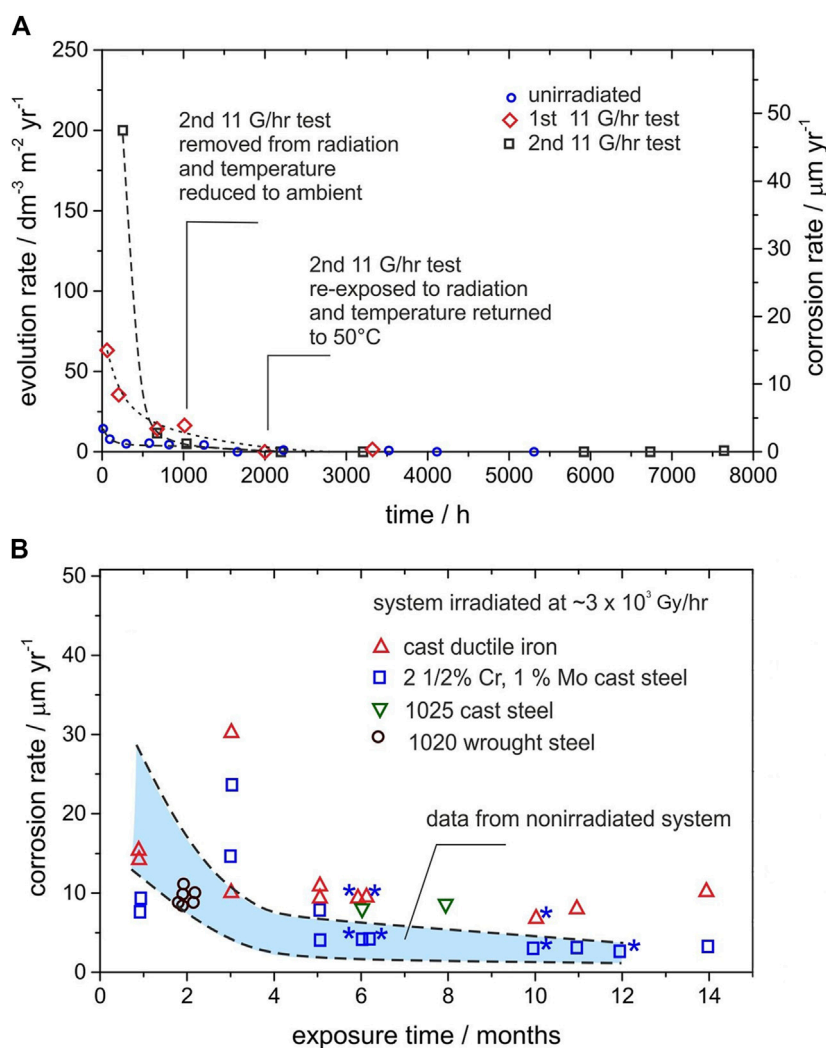 A
250
200
150
100
50
0
evolution rate / dm⁻³ m⁻² yr⁻¹
50
40
30
20
10
0
corrosion rate / μm yr⁻¹
unirradiated
1st 11 G/hr test
2nd 11 G/hr test
2nd 11 G/hr test
removed from radiation
and temperature
reduced to ambient
2nd 11 G/hr test
re-exposed to radiation
and temperature returned
to 50°C
0 1000 2000 3000 4000 5000 6000 7000 8000
time / h
B
50
40
30
20
10
0
corrosion rate / μm yr⁻¹
system irradiated at ~3 x 10³ Gy/hr
cast ductile iron
2 1/2% Cr, 1 % Mo cast steel
1025 cast steel
1020 wrought steel
data from nonirradiated system
* *
* *
*
*
*
0 2 4 6 8 10 12 14
exposure time / months